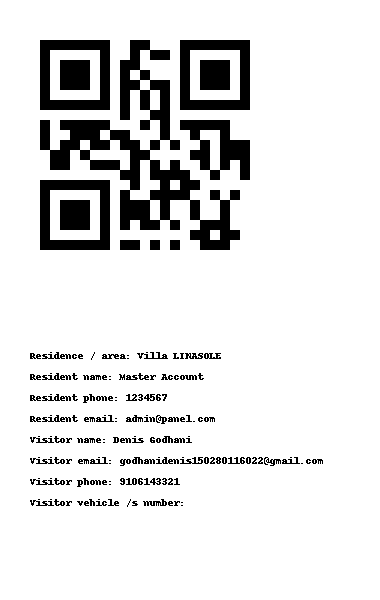 Residence / area: Villa LINASOLE
Resident name: Master Account
Resident phone: 1234567
Resident email: admin@panel.com
Visitor name: Denis Godhani
Visitor email: godhanidenis150280116022@gmail.com
Visitor phone: 9106143321
Visitor vehicle /s number: